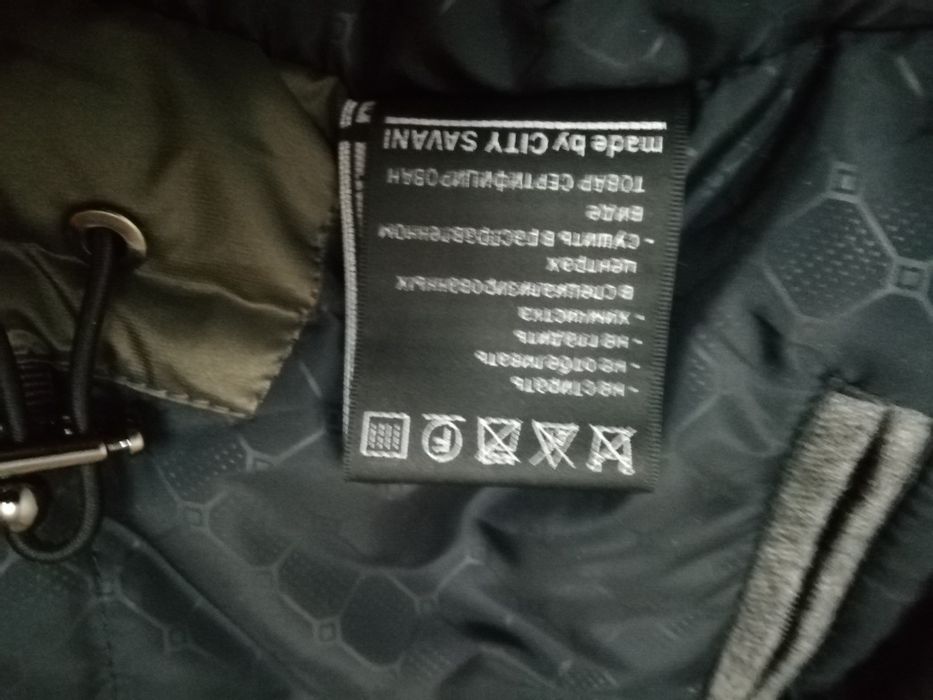 - не стирать
- не отбеливать
- не гладить
- химчистка
в специализированных
центрах
- сушить в расправленном
виде
ТОВАР СЕРТИФИЦИРОВАН
made by CITY SAVANI